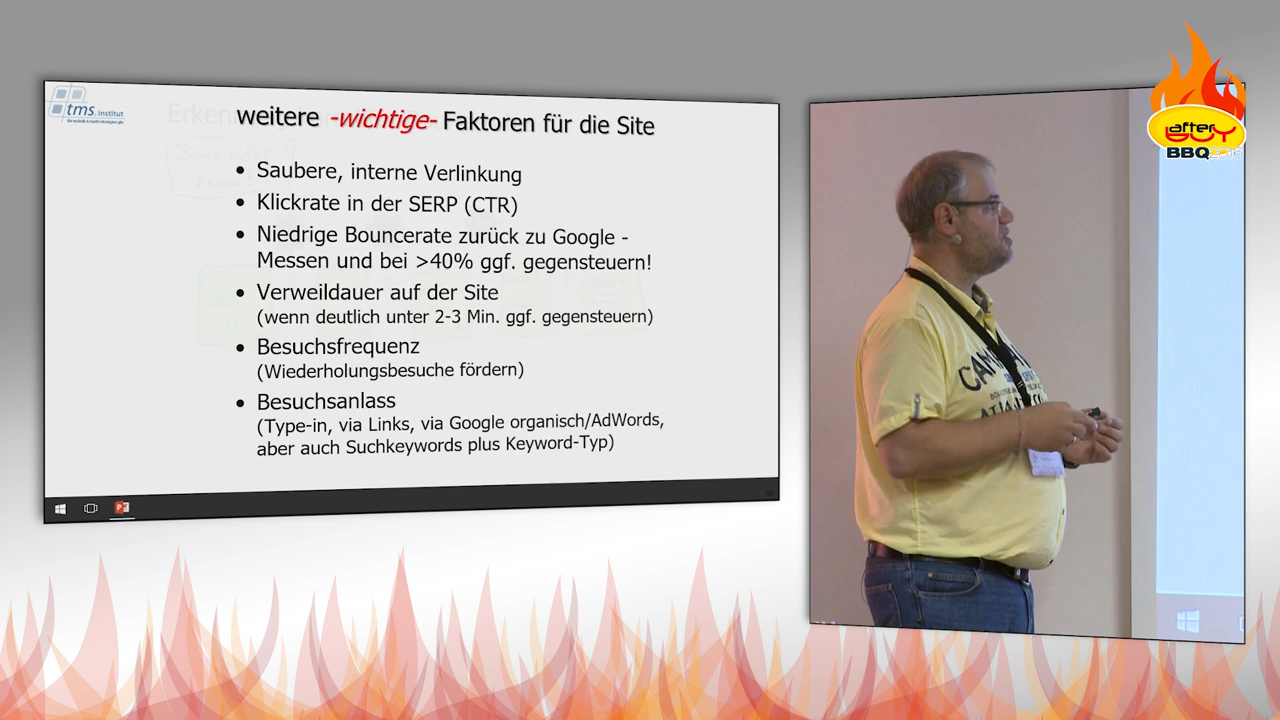 tms.institut
weitere -wichtige- Faktoren für die Site
• Saubere, interne Verlinkung
• Klickrate in der SERP (CTR)
• Niedrige Bouncerate zurück zu Google -
Messen und bei >40% ggf. gegensteuern!
• Verweildauer auf der Site
(wenn deutlich unter 2-3 Min. ggf. gegensteuern)
• Besuchsfrequenz
(Wiederholungsbesuche fördern)
• Besuchsanlass
(Type-in, via Links, via Google organisch/AdWords,
aber auch Suchkeywords plus Keyword-Typ)
after
BUY
BBQ2016